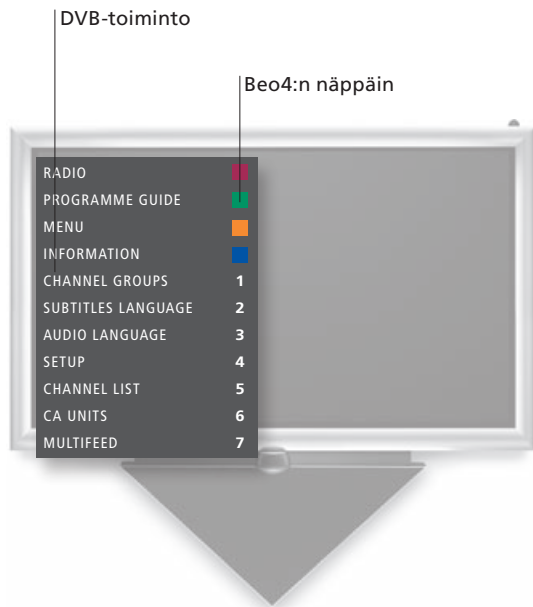 DVB-toiminto
Beo4:n näppäin
RADIO
PROGRAMME GUIDE
MENU
INFORMATION
CHANNEL GROUPS 1
SUBTITLES LANGUAGE 2
AUDIO LANGUAGE 3
SETUP 4
CHANNEL LIST 5
CA UNITS 6
MULTIFEED 7